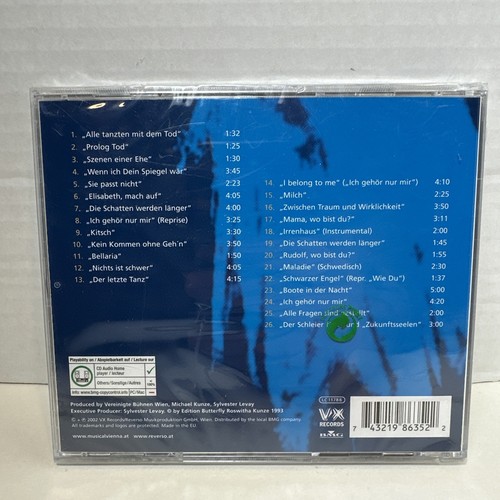 1. „Alle tanzten mit dem Tod“ 1:32
2. „Prolog Tod“ 1:25
3. „Szenen einer Ehe“ 1:30
4. „Wenn ich Dein Spiegel wär“ 3:45
5. „Sie passt nicht“ 2:23
6. „Elisabeth, mach auf“ 4:07
7. „Die Schatten werden länger“ 4:00
8. „Ich gehör nur mir“ (Reprise) 3:25
9. „Kitsch“ 3:30
10. „Kein Kommen ohne Geh´n“ 3:50
11. „Bellaria“ 3:50
12. „Nichts ist schwer“ 4:05
13. „Der letzte Tanz“ 4:15
14. „I belong to me“ („Ich gehör nur mir“) 4:10
15. „Milch“ 2:25
16. „Zwischen Traum und Wirklichkeit“ 3:50
17. „Mama, wo bist du?“ 3:11
18. „Irrenhaus“ (Instrumental) 2:00
19. „Die Schatten werden länger“ 1:45
20. „Rudolf, wo bist du?“ 1:55
21. „Maladie“ (Schwedisch) 2:30
22. „Schwarzer Engel“ (Repr. „Wie Du“) 3:37
23. „Boote in der Nacht“ 5:00
24. „Ich gehör nur mir“ 4:20
25. „Alle Fragen sind 2:00
26. „Der Schleier und „Zukunftsseelen“ 3:00
Playability on / Abspielbarkeit auf / Lecture sur
CD Audio Home
player / lecteur
Others/Sonstige/Autres
Info: www.bmg-copycontrol.info PC/Mac
Produced by Vereinigte Bühnen Wien, Michael Kunze, Sylvester Levay
Executive Producer: Sylvester Levay. © by Edition Butterfly Roswitha Kunze 1993
℗ + © 2002 VX Records/Reverso Musikproduktion GmbH, Wien. Distributed by the local BMG company.
All trademarks and logos are protected. Made in the EU.
www.musicalvienna.at www.reverso.at
VX
RECORDS
BMG
7 43219 86352 2